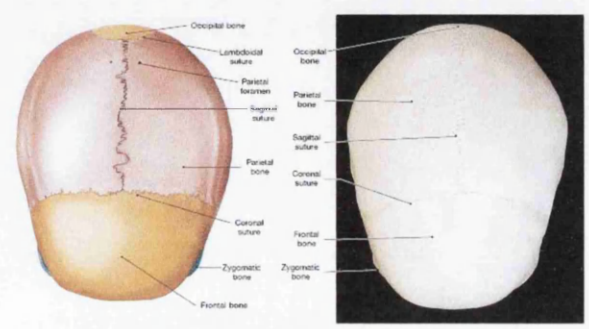 Occipital bone
Lambdoidal
suture
Parietal
foramen
Sagittal
suture
Parietal
bone
Coronal
suture
Zygomatic
bone
Frontal bone
Occipital
bone
Parietal
bone
Sagittal
suture
Coronal
suture
Frontal
bone
Zygomatic
bone